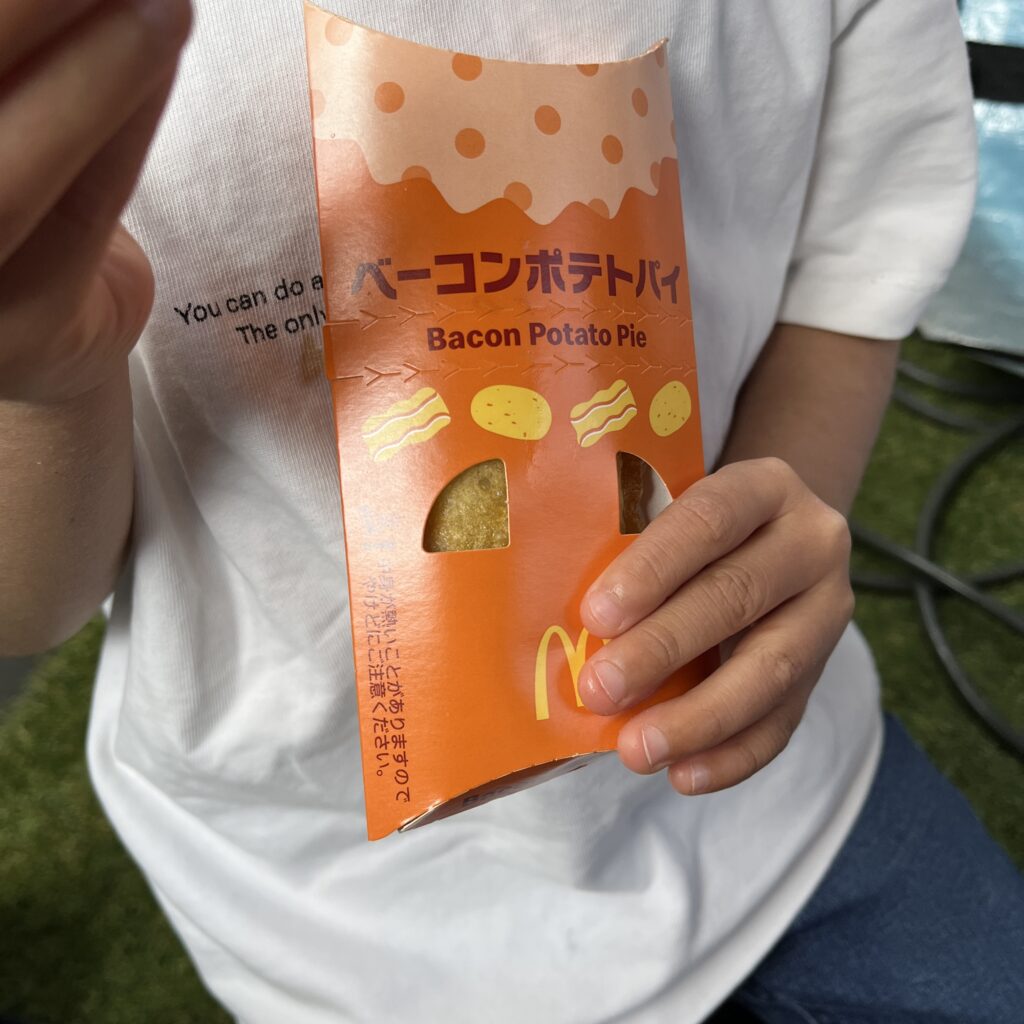 You can do a
The only
ベーコンポテトパイ
Bacon Potato Pie
中身が熱いことがありますので
やけどにご注意ください。